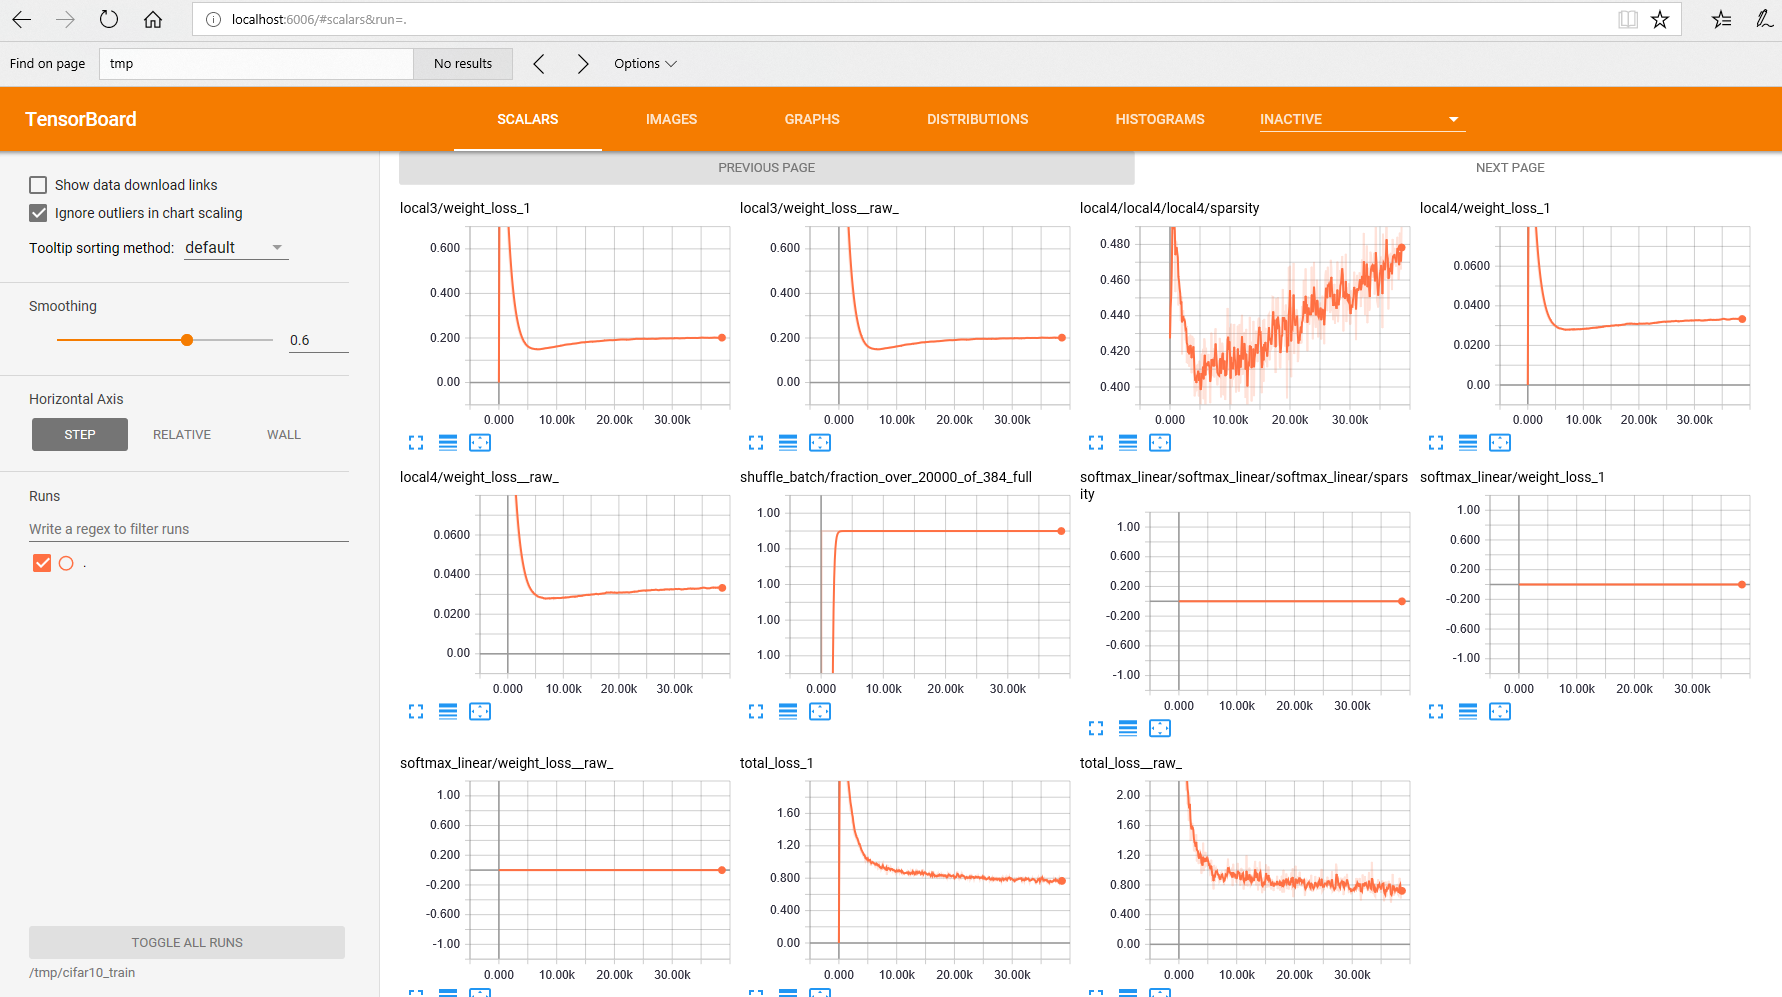 localhost:6006/#scalars&run=.
Find on page
tmp
No results
Options
TensorBoard
SCALARS
IMAGES
GRAPHS
DISTRIBUTIONS
HISTOGRAMS
INACTIVE
Show data download links
Ignore outliers in chart scaling
Tooltip sorting method: default
Smoothing
0.6
Horizontal Axis
STEP
RELATIVE
WALL
Runs
Write a regex to filter runs
.
TOGGLE ALL RUNS
/tmp/cifar10_train
PREVIOUS PAGE
NEXT PAGE
local3/weight_loss_1
0.600
0.400
0.200
0.00
0.000 10.00k 20.00k 30.00k
local3/weight_loss__raw_
0.600
0.400
0.200
0.00
0.000 10.00k 20.00k 30.00k
local4/local4/local4/sparsity
0.480
0.460
0.440
0.420
0.400
0.000 10.00k 20.00k 30.00k
local4/weight_loss_1
0.0600
0.0400
0.0200
0.00
0.000 10.00k 20.00k 30.00k
local4/weight_loss__raw_
0.0600
0.0400
0.0200
0.00
0.000 10.00k 20.00k 30.00k
shuffle_batch/fraction_over_20000_of_384_full
1.00
1.00
1.00
1.00
1.00
0.000 10.00k 20.00k 30.00k
softmax_linear/softmax_linear/softmax_linear/spars
ity
1.00
0.600
0.200
-0.200
-0.600
-1.00
0.000 10.00k 20.00k 30.00k
softmax_linear/weight_loss_1
1.00
0.600
0.200
-0.200
-0.600
-1.00
0.000 10.00k 20.00k 30.00k
softmax_linear/weight_loss__raw_
1.00
0.600
0.200
-0.200
-0.600
-1.00
0.000 10.00k 20.00k 30.00k
total_loss_1
1.60
1.20
0.800
0.400
0.00
0.000 10.00k 20.00k 30.00k
total_loss__raw_
2.00
1.60
1.20
0.800
0.400
0.00
0.000 10.00k 20.00k 30.00k